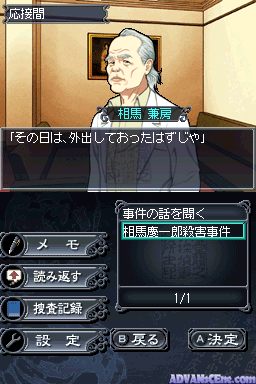 応接間
相馬 兼房
「その日は、外出しておったはずじゃ」
事件の話を聞く
相馬慶一郎殺害事件
1/1
メモ
読み返す
捜査記録
設定
B 戻る
A 決定
ADVANsCEne.com